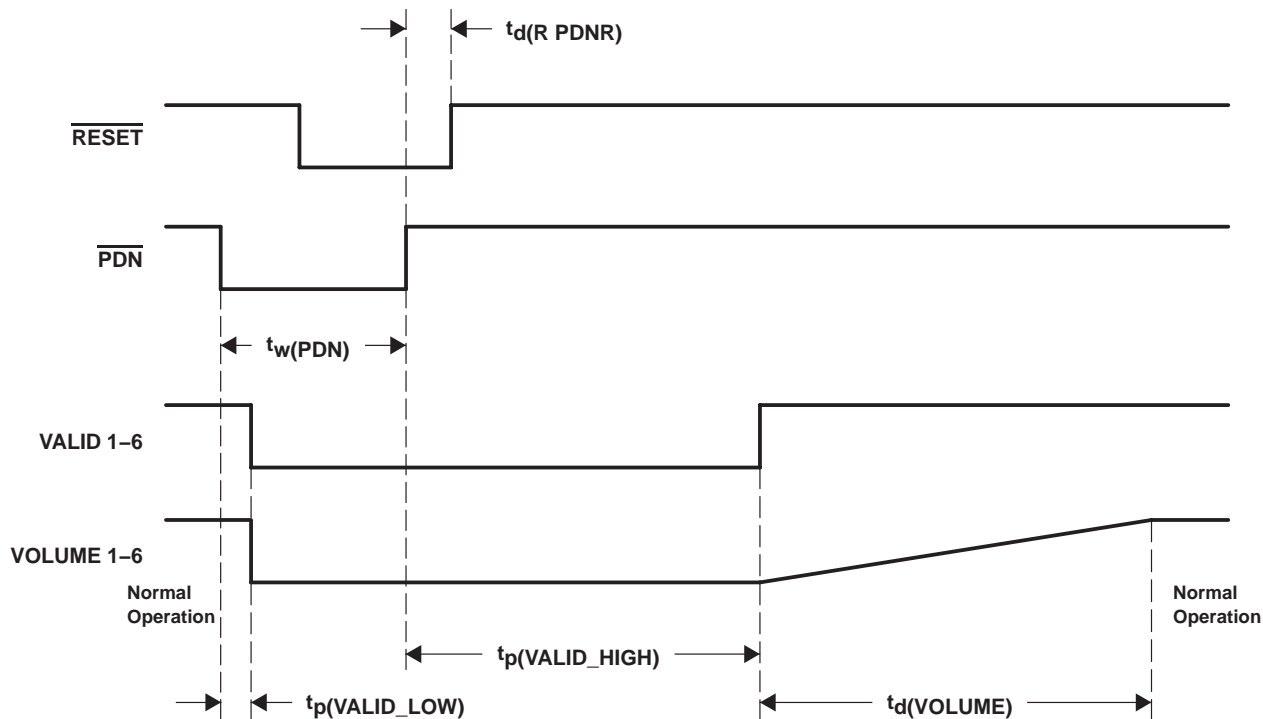 td(R PDNR)
RESET
PDN
tw(PDN)
VALID 1–6
VOLUME 1–6
Normal
Operation
Normal
Operation
tp(VALID_HIGH)
tp(VALID_LOW)
td(VOLUME)